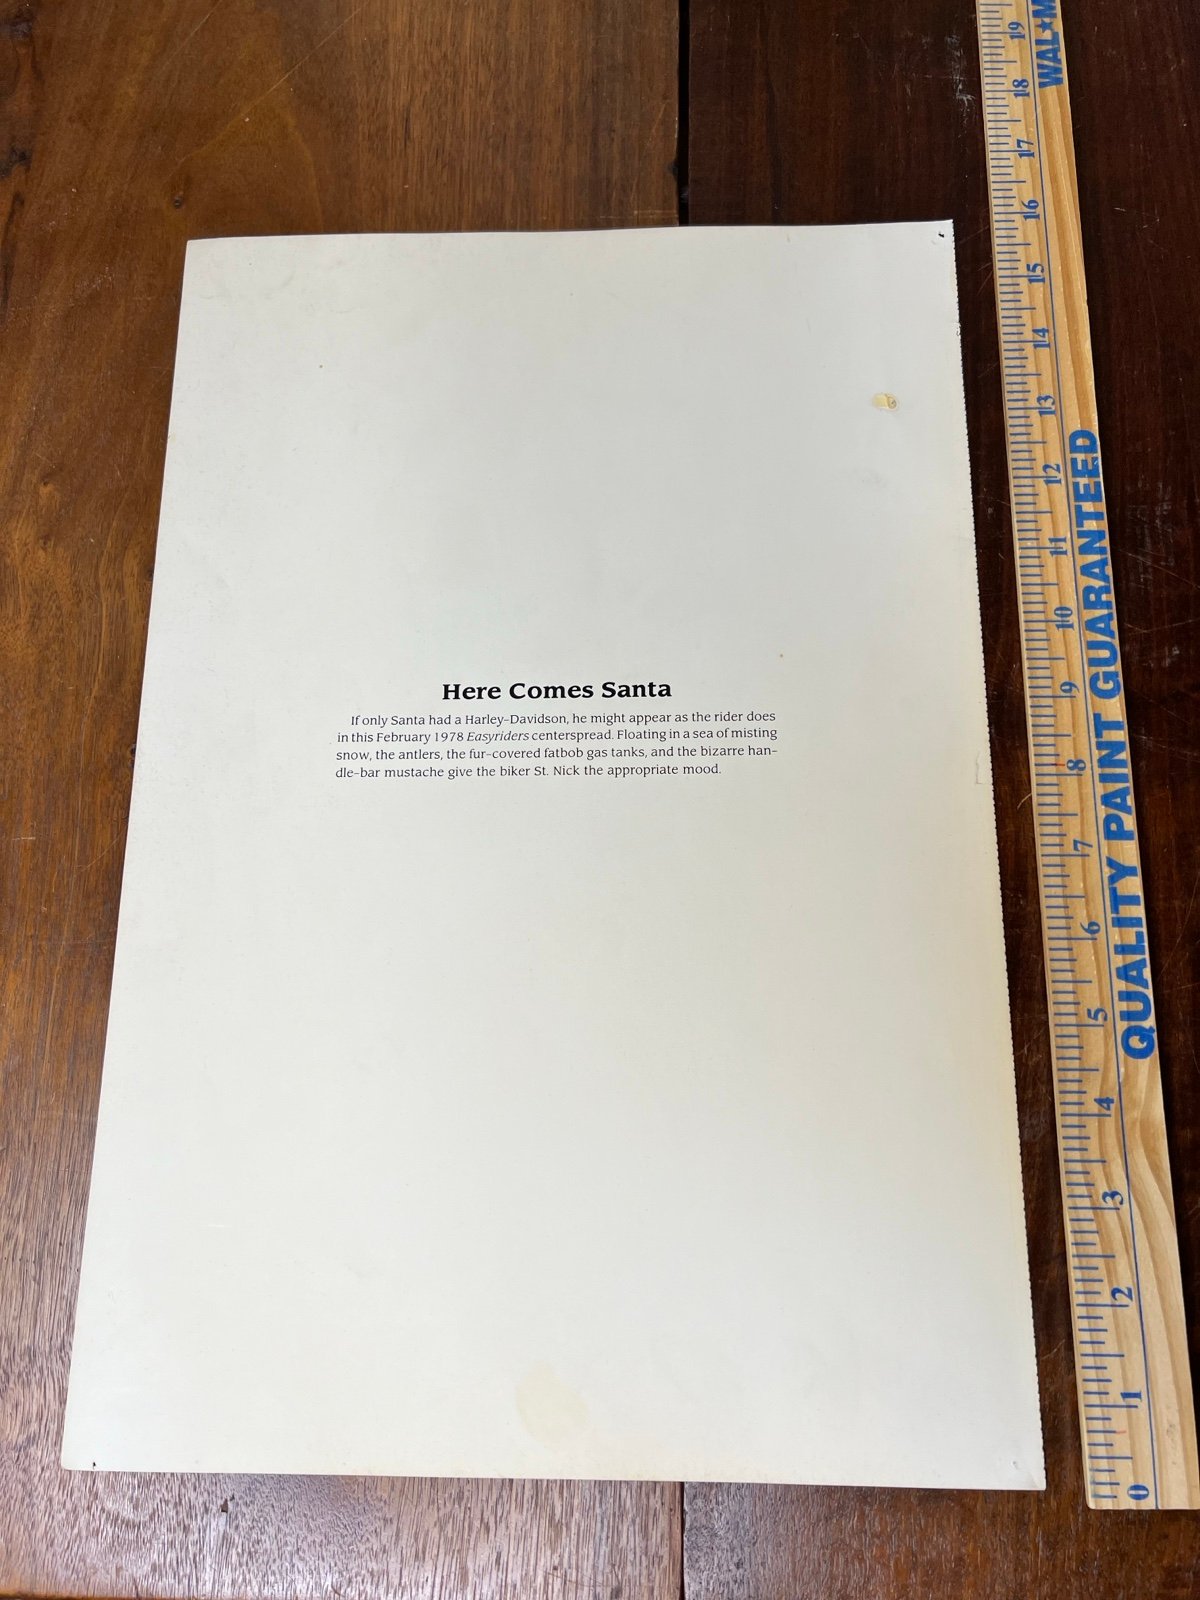 Here Comes Santa
If only Santa had a Harley-Davidson, he might appear as the rider does
in this February 1978 Easyriders centerspread. Floating in a sea of misting
snow, the antlers, the fur-covered fatbob gas tanks, and the bizarre han-
dle-bar mustache give the biker St. Nick the appropriate mood.
WAL★M
QUALITY PAINT GUARANTEED
19
18
17
16
15
14
13
12
11
10
9
8
7
6
5
4
3
2
1
0